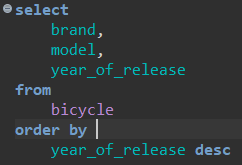 select
brand,
model,
year_of_release
from
bicycle
order by
year_of_release desc